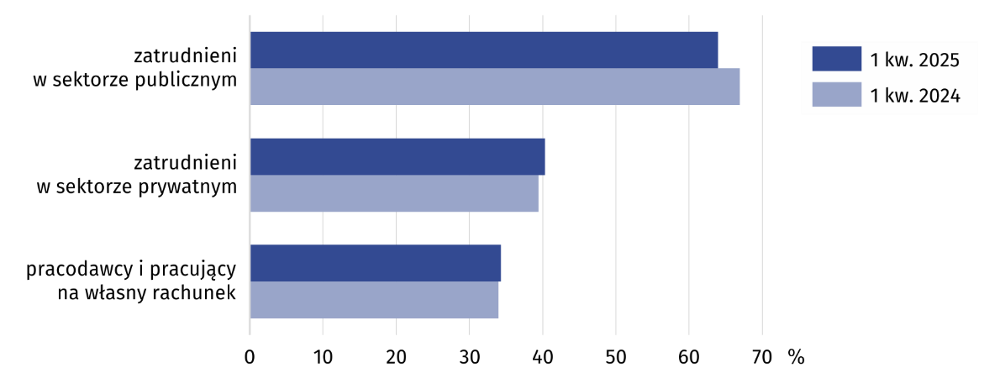 zatrudnieni
w sektorze publicznym
zatrudnieni
w sektorze prywatnym
pracodawcy i pracujący
na własny rachunek
0 10 20 30 40 50 60 70 %
1 kw. 2025
1 kw. 2024